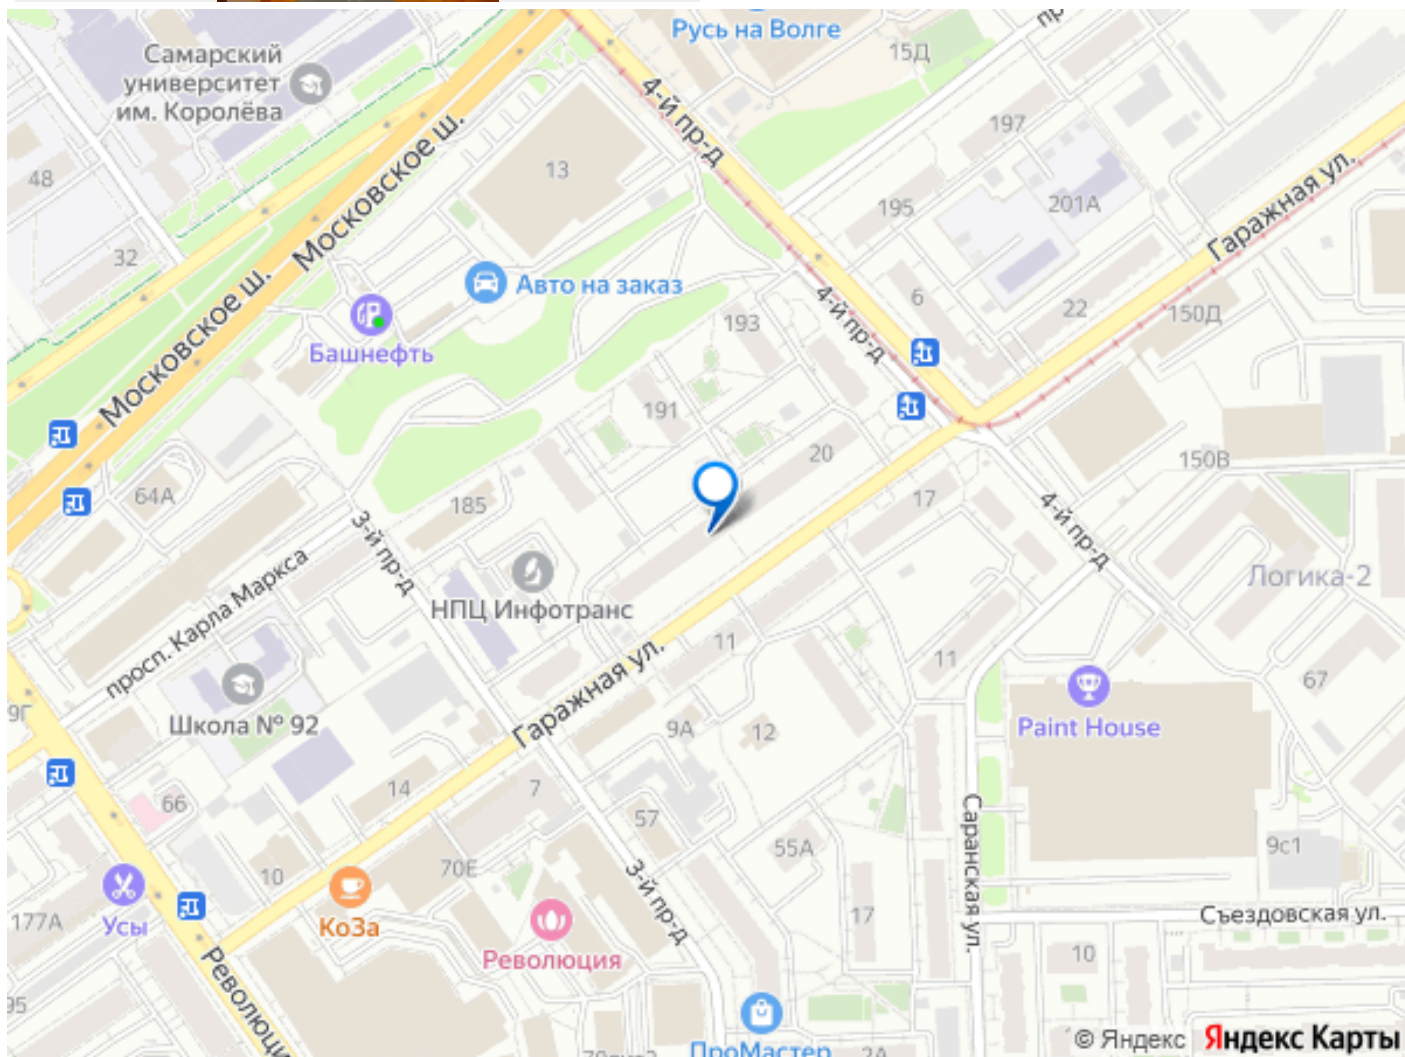 Русь на Волге
пр
15Д
Самарский
университет
им. Королёва
4-й пр-д
197
Московское ш.
13
48
195
201А
Гаражная ул.
32
Авто на заказ
4-й пр-д
6
22
150Д
Московское ш.
Башнефть
193
191
20
150В
64А
185
17
3-й пр-д
4-й пр-д
НПЦ Инфотранс
Логика-2
просп. Карла Маркса
11
11
Гаражная ул.
67
Школа № 92
9Г
9А
12
Paint House
14
7
66
57
Саранская ул.
55А
9с1
70Е
10
3-й пр-д
177А
Усы
КоЗа
17
Съездовская ул.
Революция
10
Революци
95
ПроМастер
2А
© Яндекс
Яндекс Карты